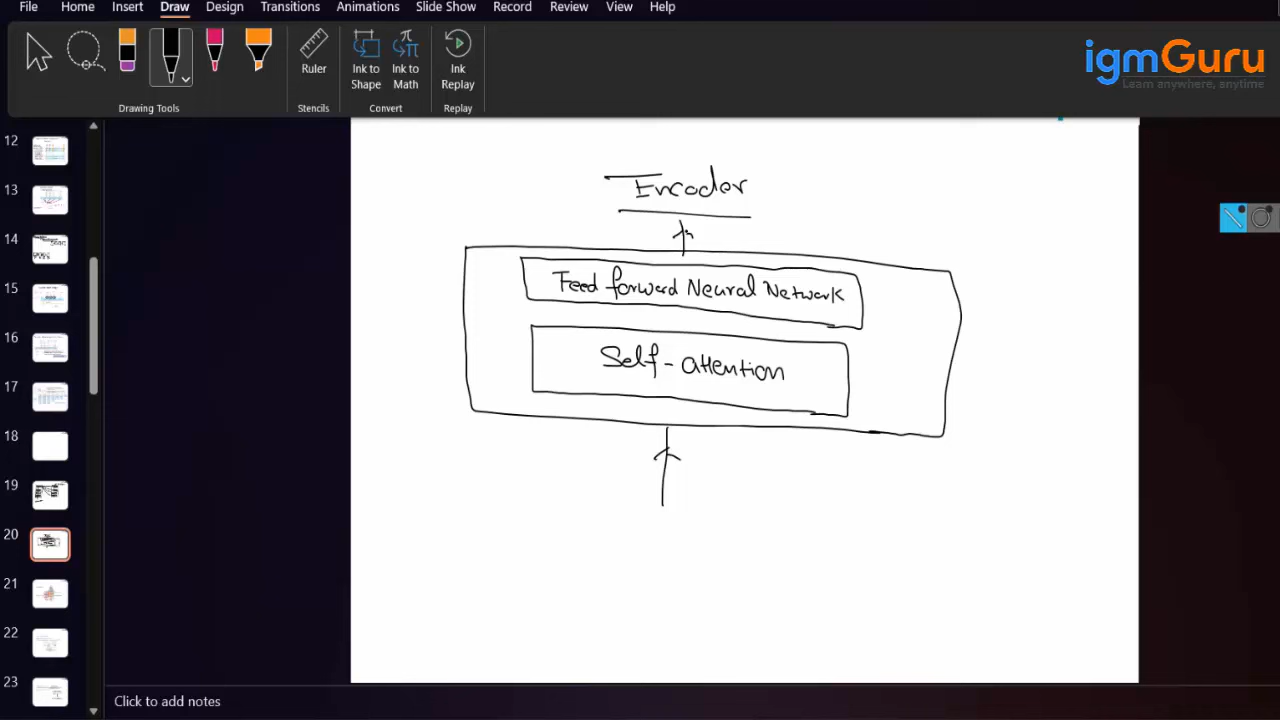 File Home Insert Draw Design Transitions Animations Slide Show Record Review View Help
igmGuru
Learn anywhere, anytime
Ruler
Ink to Shape
Ink to Math
Ink Replay
Drawing Tools
Stencils
Convert
Replay
12
13
14
15
16
17
18
19
20
21
22
23
Encoder
Feed forward Neural Network
Self-attention
Click to add notes